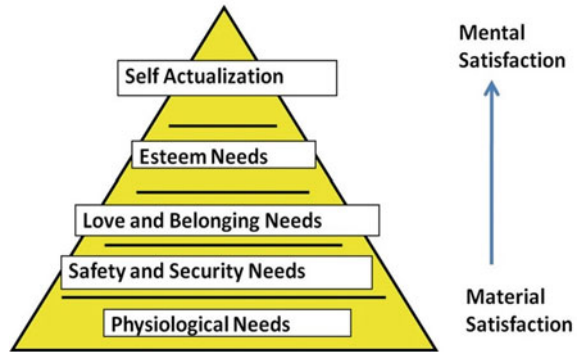 Mental
Satisfaction
Self Actualization
Esteem Needs
Love and Belonging Needs
Safety and Security Needs
Material
Satisfaction
Physiological Needs